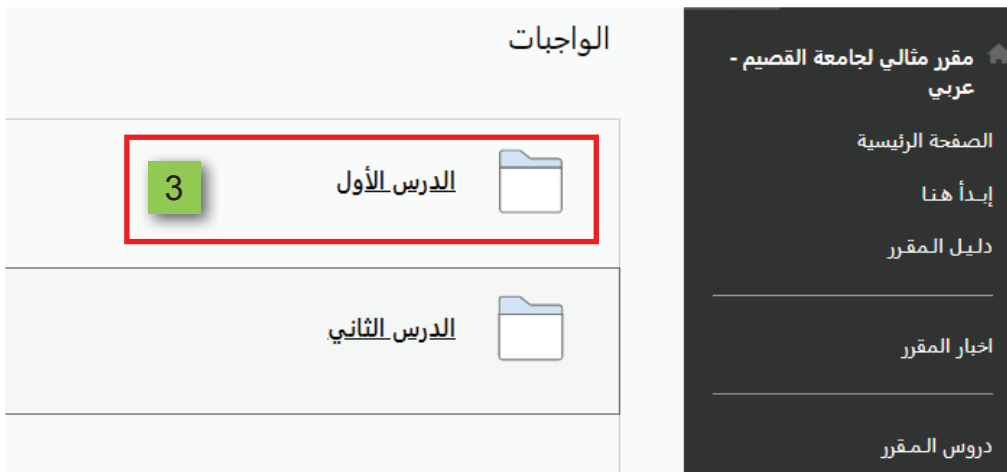 مقرر مثالي لجامعة القصيم -
عربي
الصفحة الرئيسية
إبدأ هنا
دليل المقرر
اخبار المقرر
دروس المقرر
الواجبات
الدرس الأول
3
الدرس الثاني